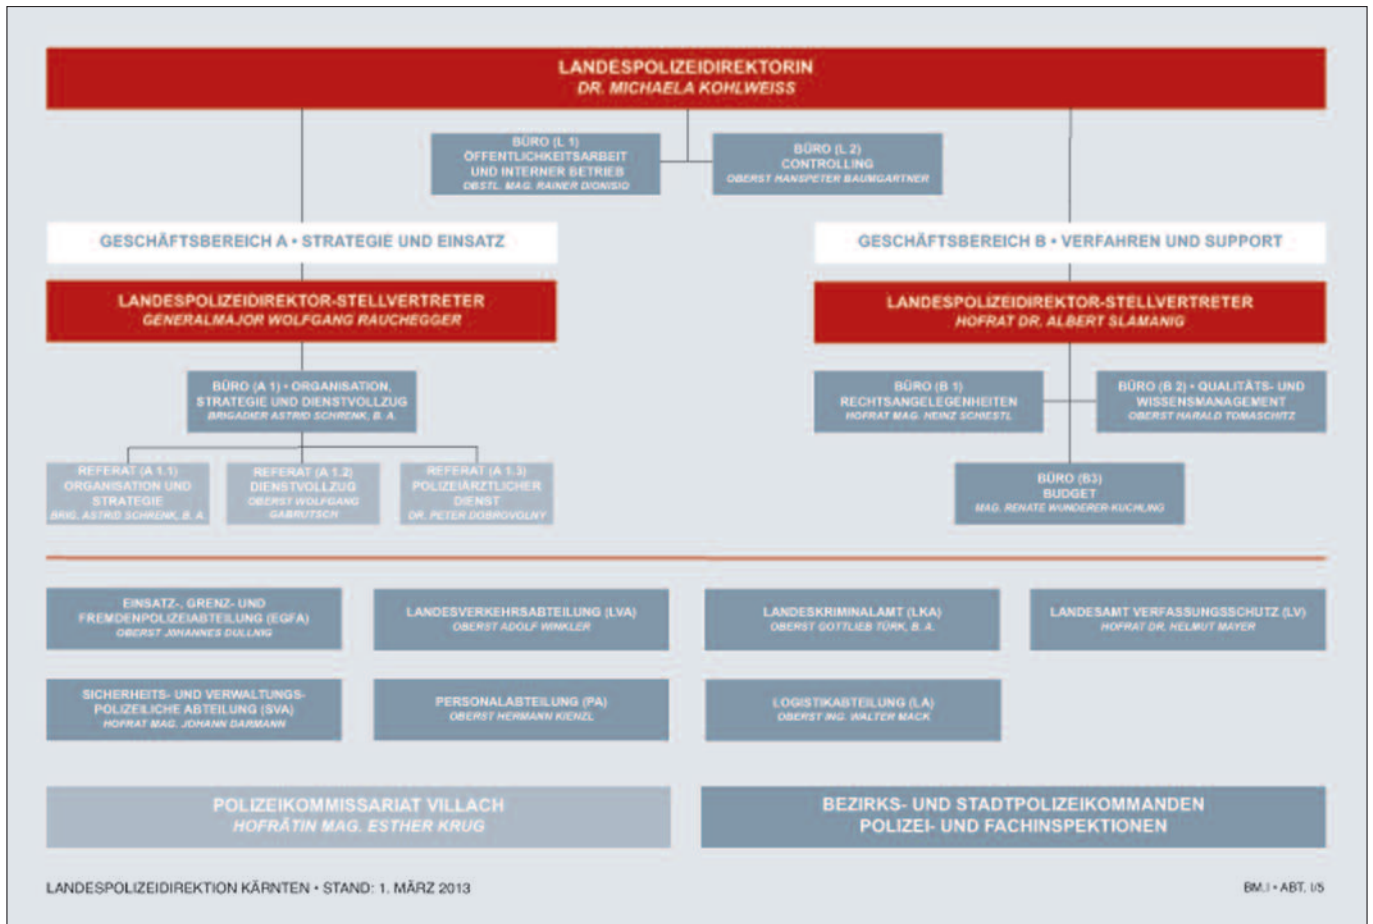 LANDESPOLIZEIDIREKTORIN
DR. MICHAELA KOHLWEISS
BÜRO (L 1)
ÖFFENTLICHKEITSARBEIT
UND INTERNER BETRIEB
OBSTL. MAG. RAINER DIONISIO
BÜRO (L 2)
CONTROLLING
OBERST HANSPETER BAUMGARTNER
GESCHÄFTSBEREICH A • STRATEGIE UND EINSATZ
GESCHÄFTSBEREICH B • VERFAHREN UND SUPPORT
LANDESPOLIZEIDIREKTOR-STELLVERTRETER
GENERALMAJOR WOLFGANG RAUCHEGGER
LANDESPOLIZEIDIREKTOR-STELLVERTRETER
HOFRAT DR. ALBERT SLAMANIG
BÜRO (A 1) • ORGANISATION,
STRATEGIE UND DIENSTVOLLZUG
BRIGADIER ASTRID SCHRENK, B. A.
BÜRO (B 1)
RECHTSANGELEGENHEITEN
HOFRAT MAG. HEINZ SCHIESTL
BÜRO (B 2) • QUALITÄTS- UND
WISSENSMANAGEMENT
OBERST HARALD TOMASCHITZ
REFERAT (A 1.1)
ORGANISATION UND
STRATEGIE
BRIG. ASTRID SCHRENK, B. A.
REFERAT (A 1.2)
DIENSTVOLLZUG
OBERST WOLFGANG
GABRUTSCH
REFERAT (A 1.3)
POLIZEIÄRZTLICHER
DIENST
DR. PETER DOBROVOLNY
BÜRO (B3)
BUDGET
MAG. RENATE WUNDERER-KUCHLING
EINSATZ-, GRENZ- UND
FREMDENPOLIZEIABTEILUNG (EGFA)
OBERST JOHANNES DULLNIG
LANDESVERKEHRSABTEILUNG (LVA)
OBERST ADOLF WINKLER
LANDESKRIMINALAMT (LKA)
OBERST GOTTLIEB TÜRK, B. A.
LANDESAMT VERFASSUNGSSCHUTZ (LV)
HOFRAT DR. HELMUT MAYER
SICHERHEITS- UND VERWALTUNGS-
POLIZEILICHE ABTEILUNG (SVA)
HOFRAT MAG. JOHANN DARMANN
PERSONALABTEILUNG (PA)
OBERST HERMANN KIENZL
LOGISTIKABTEILUNG (LA)
OBERST ING. WALTER MACK
POLIZEIKOMMISSARIAT VILLACH
HOFRÄTIN MAG. ESTHER KRUG
BEZIRKS- UND STADTPOLIZEIKOMMANDEN
POLIZEI- UND FACHINSPEKTIONEN
LANDESPOLIZEIDIREKTION KÄRNTEN • STAND: 1. MÄRZ 2013
BM.I • ABT. I/5